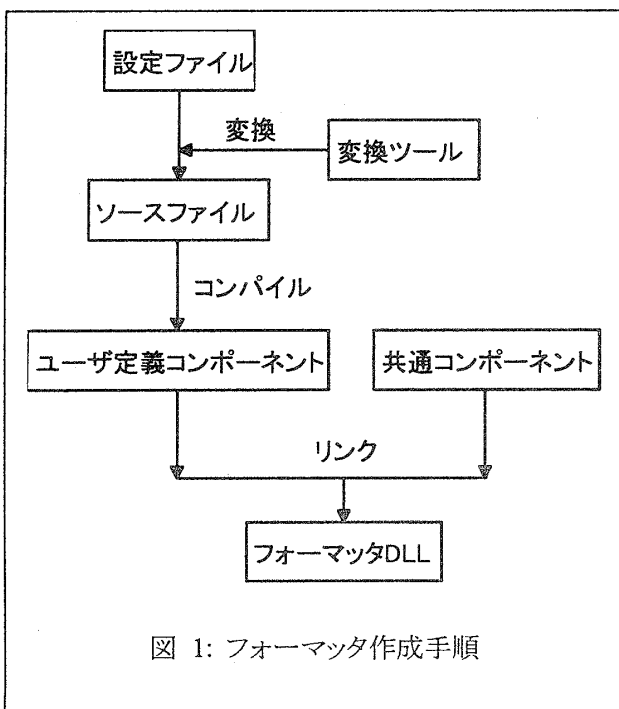 設定ファイル
変換
変換ツール
ソースファイル
コンパイル
ユーザ定義コンポーネント
共通コンポーネント
リンク
フォーマッタDLL
図 1: フォーマッタ作成手順